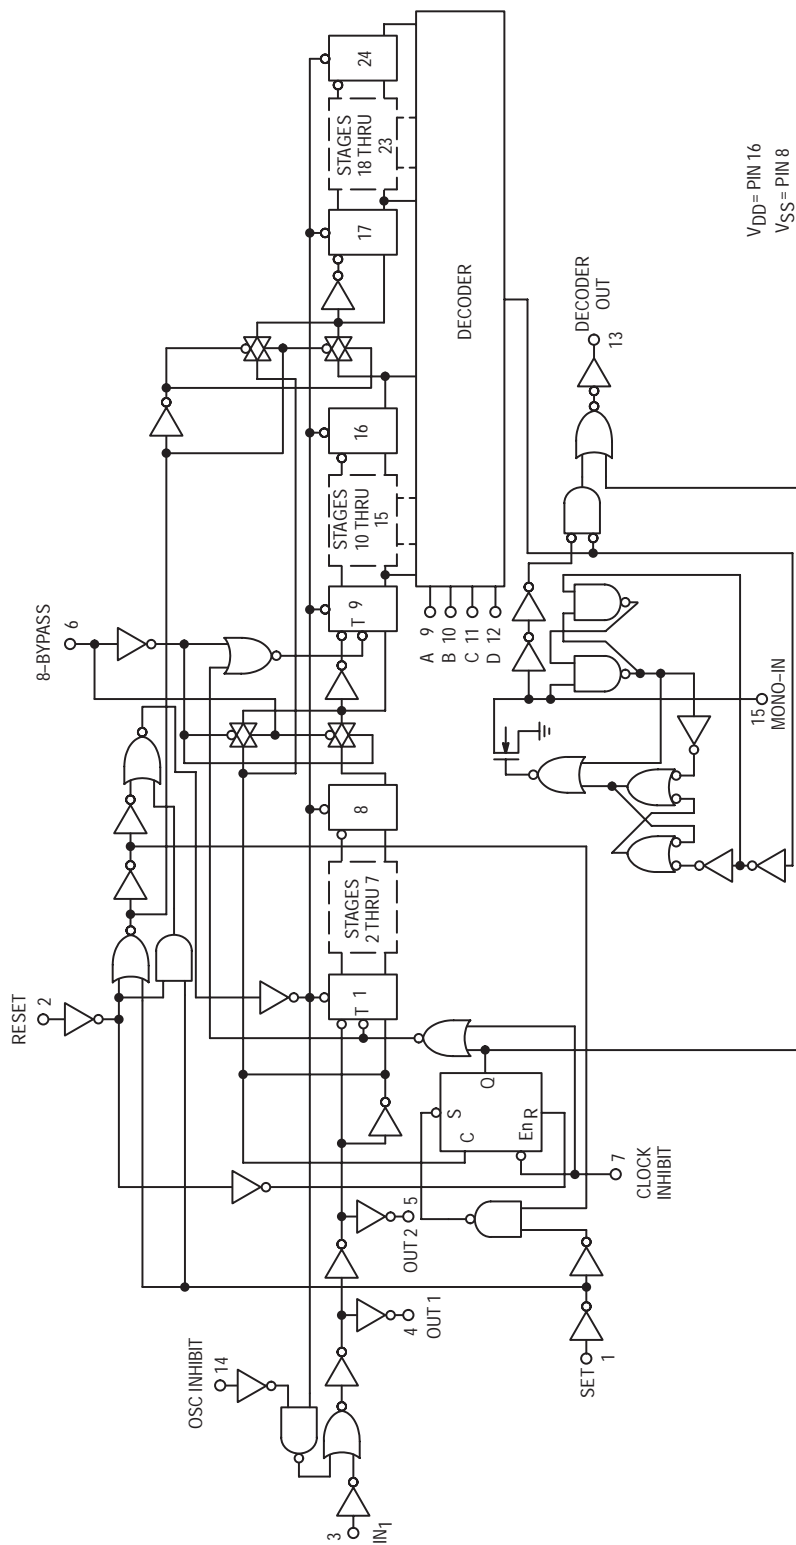 RESET
2
8–BYPASS
6
OSC INHIBIT
14
3
IN1
4
OUT 1
OUT 2
5
T 1
STAGES
2 THRU 7
8
T 9
STAGES
10 THRU
15
16
17
STAGES
18 THRU
23
24
DECODER
A 9
B 10
C 11
D 12
SET
1
C
S
En
R
Q
7
CLOCK
INHIBIT
15
MONO–IN
DECODER
OUT
13
VDD = PIN 16
VSS = PIN 8